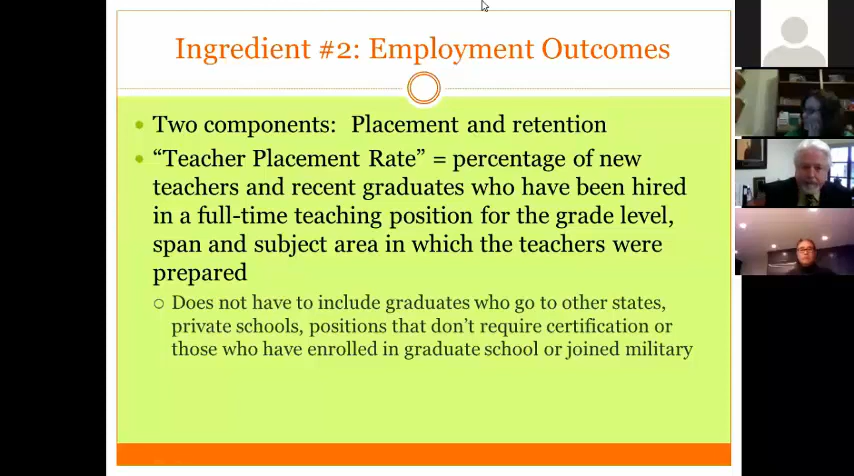 Ingredient #2: Employment Outcomes
• Two components:  Placement and retention
• “Teacher Placement Rate” = percentage of new
teachers and recent graduates who have been hired
in a full-time teaching position for the grade level,
span and subject area in which the teachers were
prepared
○ Does not have to include graduates who go to other states,
private schools, positions that don’t require certification or
those who have enrolled in graduate school or joined military